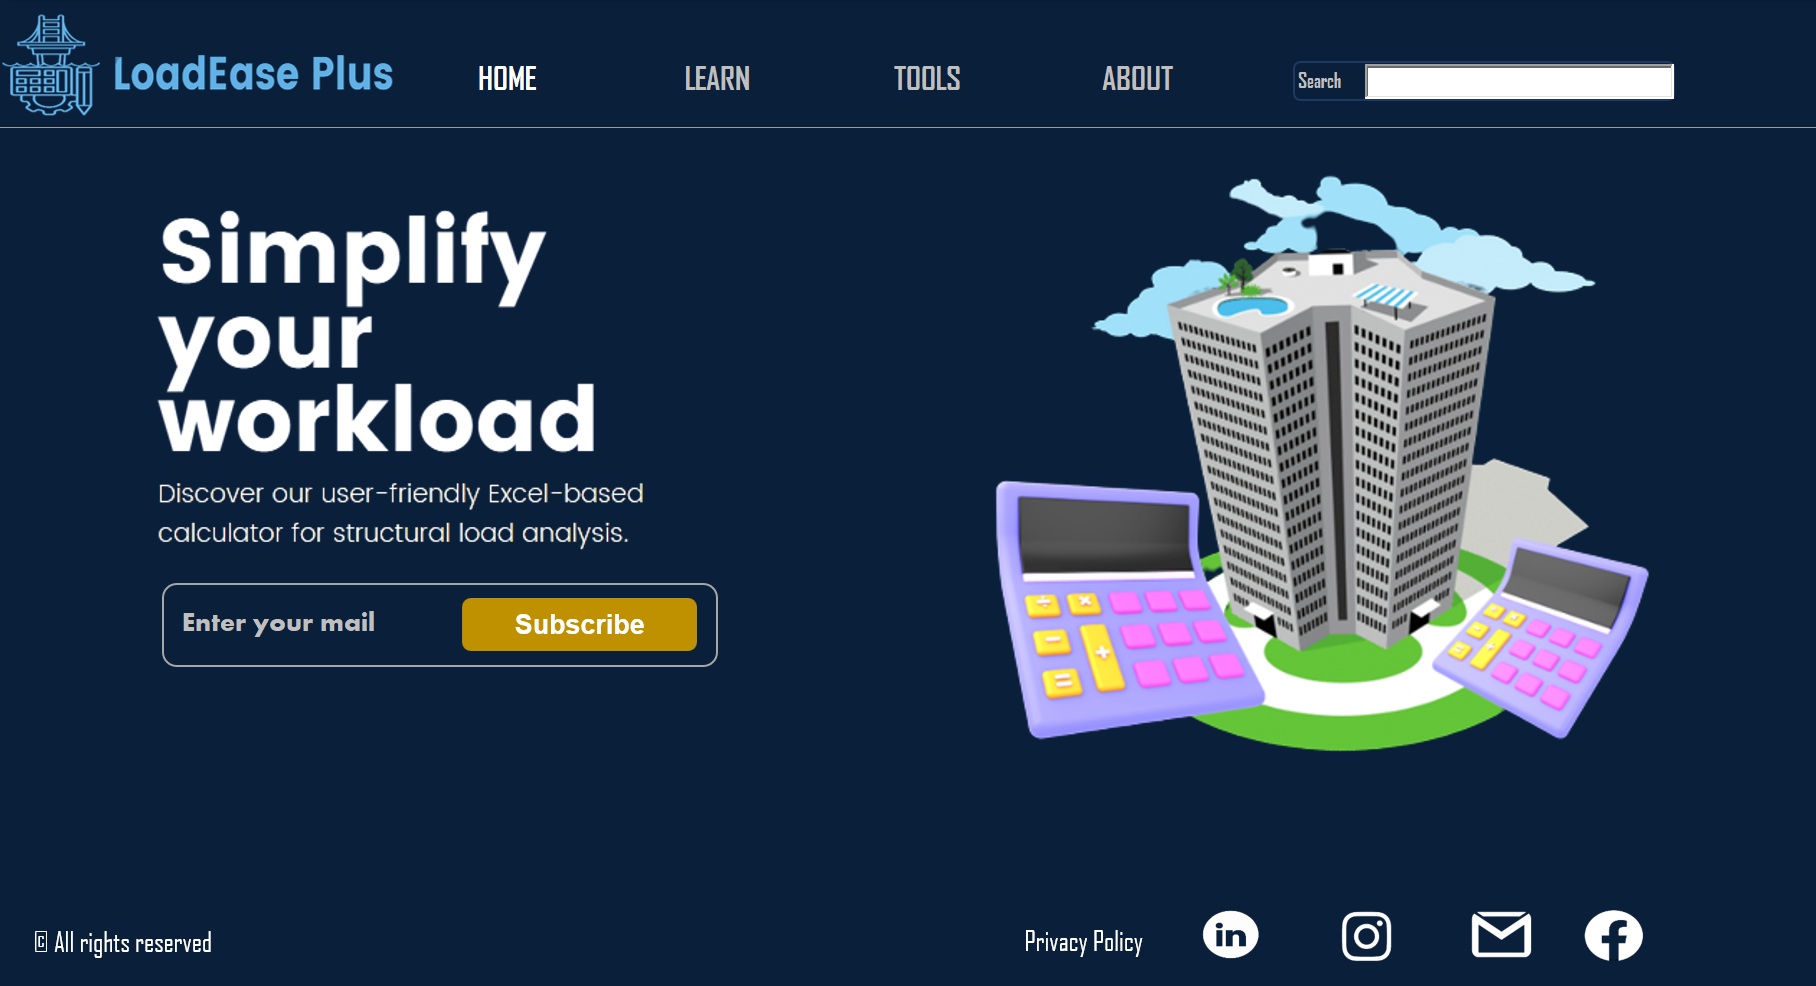 LoadEase Plus
HOME
LEARN
TOOLS
ABOUT
Search
Simplify
your
workload
Discover our user-friendly Excel-based
calculator for structural load analysis.
Enter your mail
Subscribe
© All rights reserved
Privacy Policy
in